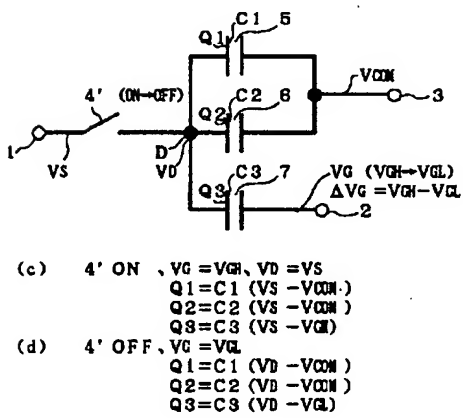 C1 5
Q1
4' (ON→OFF)
C2 6
Q2
VCOM
3
1
VS
D
VD
C3 7
Q3
VG (VGH→VGL)
ΔVG=VGH-VGL
2
(c) 4' ON、VG=VGH、VD=VS
Q1=C1 (VS-VCOM)
Q2=C2 (VS-VCOM)
Q3=C3 (VS-VGH)
(d) 4' OFF、VG=VGL
Q1=C1 (VD-VCOM)
Q2=C2 (VD-VCOM)
Q3=C3 (VD-VGL)